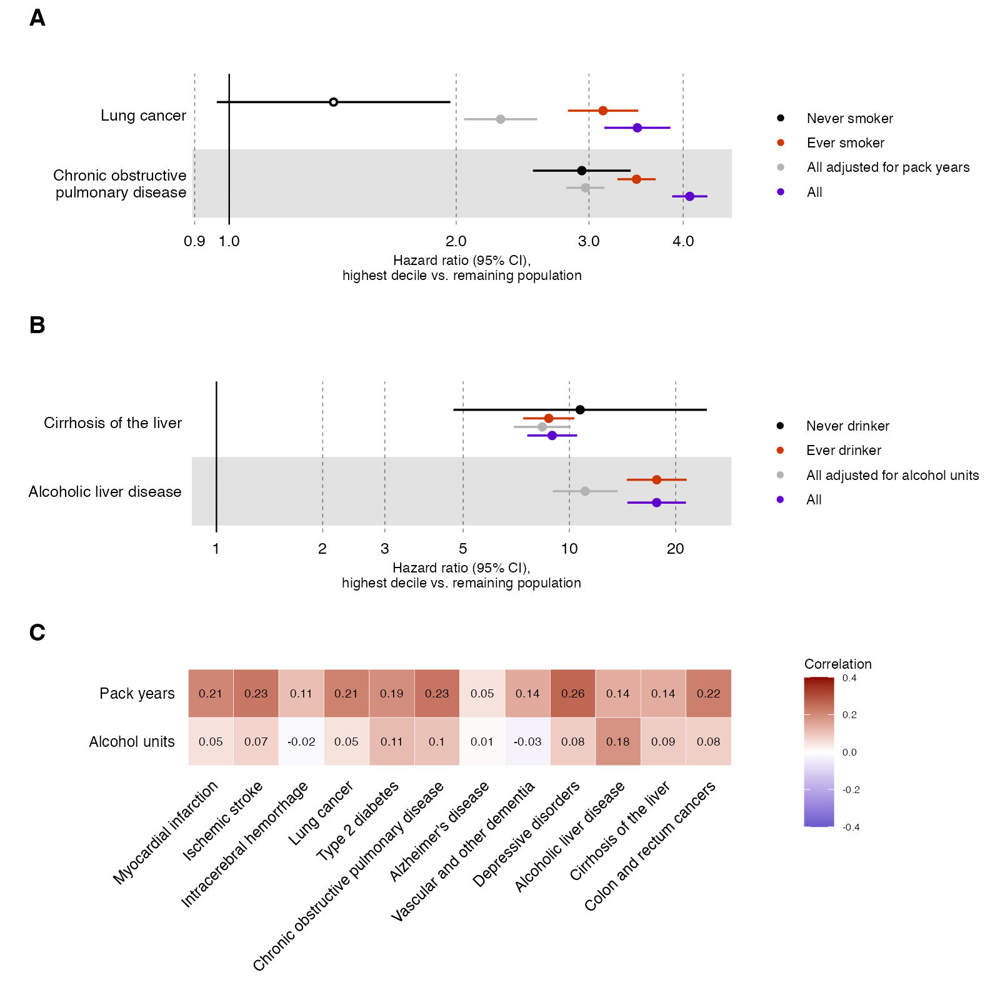 A
Lung cancer
Chronic obstructive
pulmonary disease
0.9 1.0 2.0 3.0 4.0
Hazard ratio (95% CI),
highest decile vs. remaining population
Never smoker
Ever smoker
All adjusted for pack years
All
B
Cirrhosis of the liver
Alcoholic liver disease
1 2 3 5 10 20
Hazard ratio (95% CI),
highest decile vs. remaining population
Never drinker
Ever drinker
All adjusted for alcohol units
All
C
Pack years 0.21 0.23 0.11 0.21 0.19 0.23 0.05 0.14 0.26 0.14 0.14 0.22
Alcohol units 0.05 0.07 -0.02 0.05 0.11 0.1 0.01 -0.03 0.08 0.18 0.09 0.08
Myocardial infarction
Ischemic stroke
Intracerebral hemorrhage
Lung cancer
Type 2 diabetes
Chronic obstructive pulmonary disease
Alzheimer's disease
Vascular and other dementia
Depressive disorders
Alcoholic liver disease
Cirrhosis of the liver
Colon and rectum cancers
Correlation
0.4
0.2
0.0
-0.2
-0.4